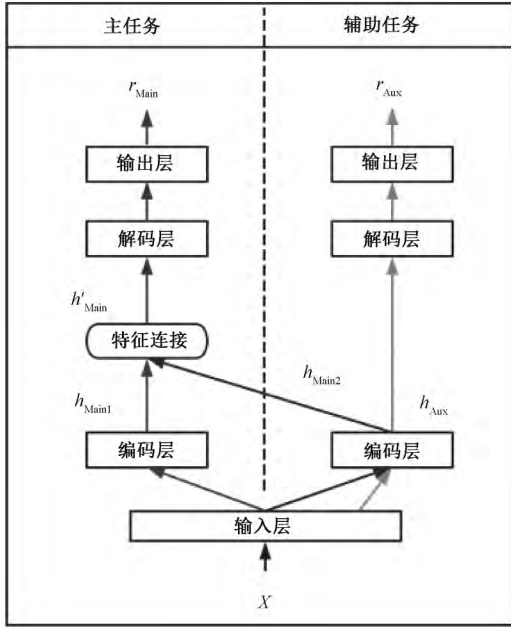 主任务 辅助任务
r_Main r_Aux
输出层 输出层
解码层 解码层
h'_Main
特征连接
h_Main1 h_Main2 h_Aux
编码层 编码层
输入层
X